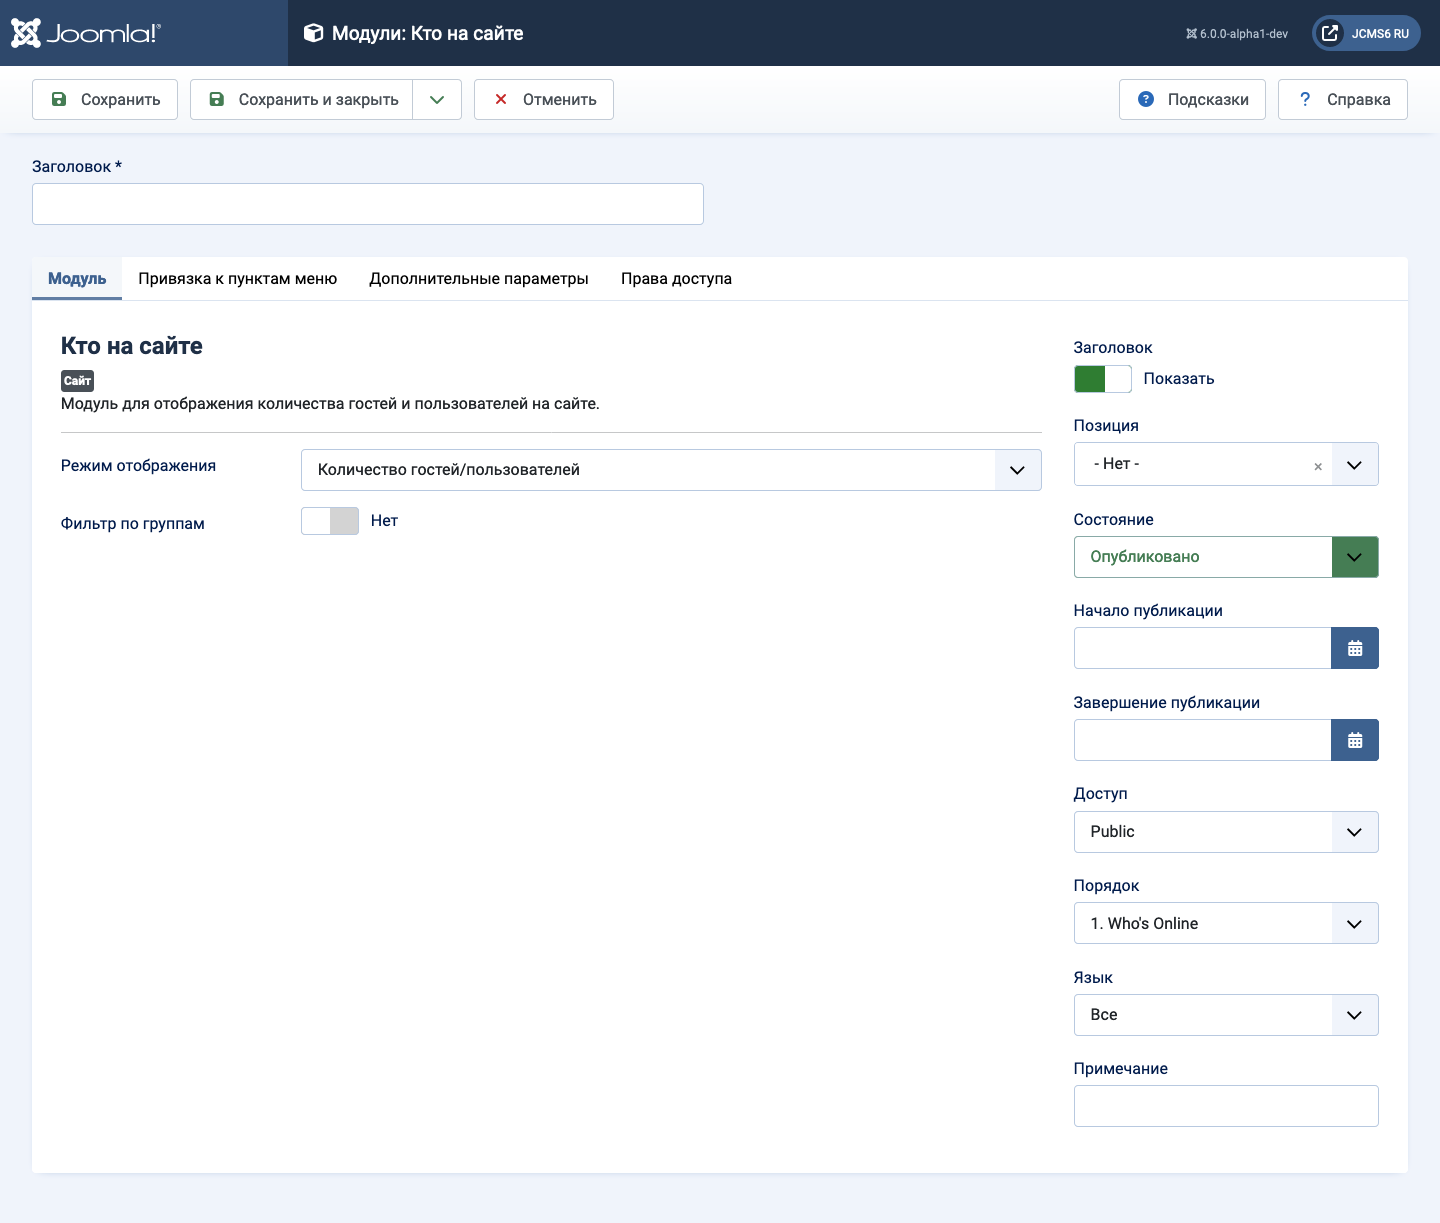 Joomla!®
Модули: Кто на сайте
6.0.0-alpha1-dev
JCMS6 RU
Сохранить
Сохранить и закрыть
Отменить
Подсказки
Справка
Заголовок *
Модуль
Привязка к пунктам меню
Дополнительные параметры
Права доступа
Кто на сайте
Сайт
Модуль для отображения количества гостей и пользователей на сайте.
Режим отображения
Количество гостей/пользователей
Фильтр по группам
Нет
Заголовок
Показать
Позиция
- Нет -
Состояние
Опубликовано
Начало публикации
Завершение публикации
Доступ
Public
Порядок
1. Who's Online
Язык
Все
Примечание